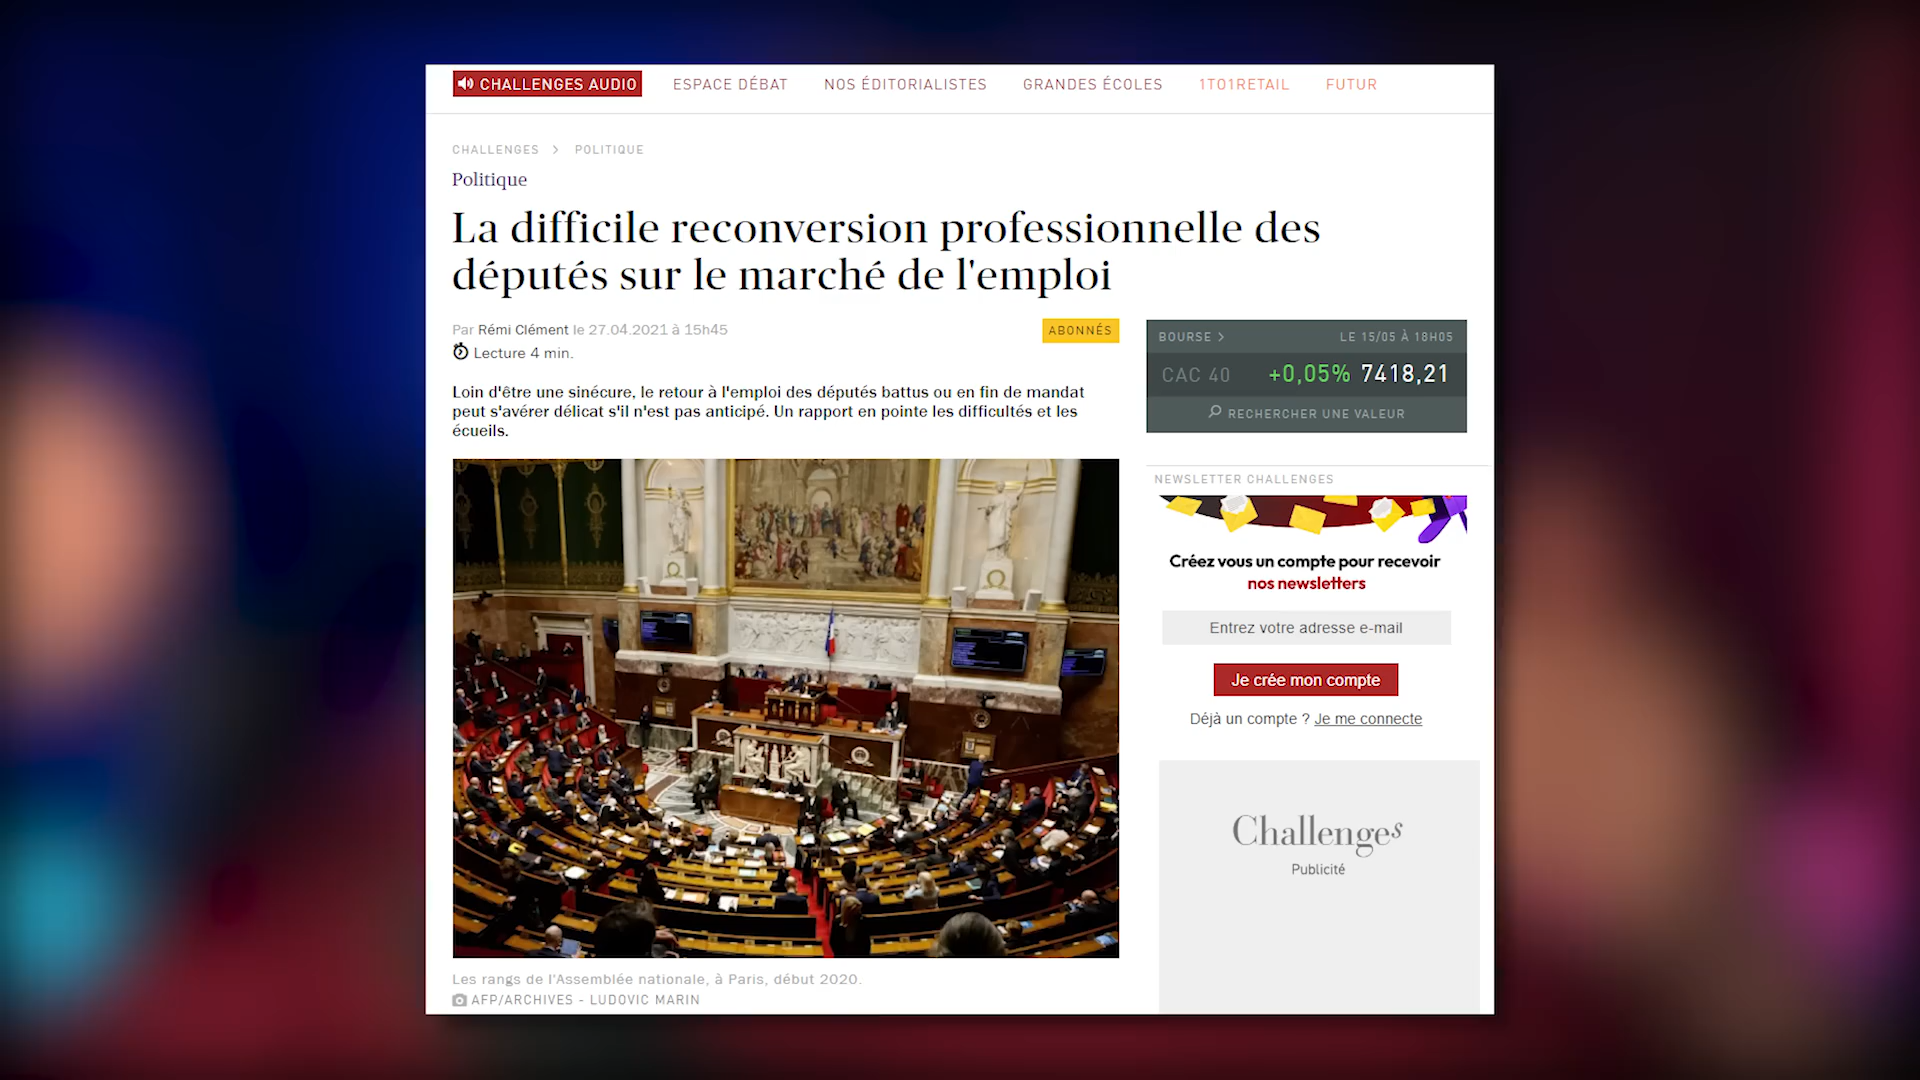 CHALLENGES AUDIO
ESPACE DÉBAT
NOS ÉDITORIALISTES
GRANDES ÉCOLES
1TO1RETAIL
FUTUR
CHALLENGES > POLITIQUE
Politique
La difficile reconversion professionnelle des
députés sur le marché de l'emploi
Par Rémi Clément le 27.04.2021 à 15h45
ABONNÉS
Lecture 4 min.
Loin d'être une sinécure, le retour à l'emploi des députés battus ou en fin de mandat
peut s'avérer délicat s'il n'est pas anticipé. Un rapport en pointe les difficultés et les
écueils.
Les rangs de l'Assemblée nationale, à Paris, début 2020.
AFP/ARCHIVES - LUDOVIC MARIN
BOURSE > LE 15/05 À 18H05
CAC 40 +0,05% 7418,21
RECHERCHER UNE VALEUR
NEWSLETTER CHALLENGES
Créez vous un compte pour recevoir
nos newsletters
Entrez votre adresse e-mail
Je crée mon compte
Déjà un compte ? Je me connecte
Challenges
Publicité